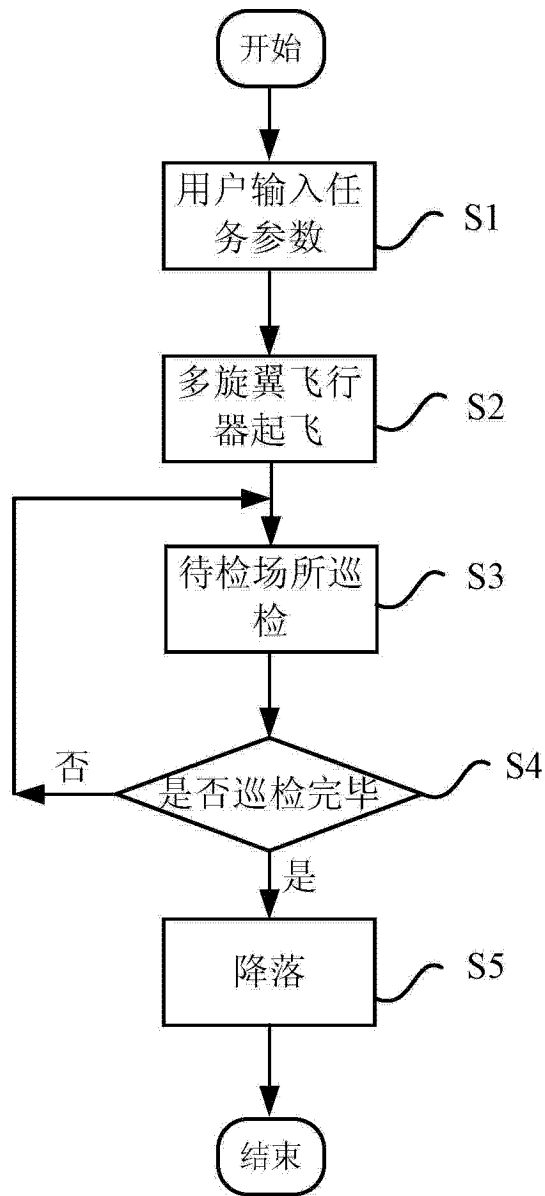 开始
用户输入任
务参数
S1
多旋翼飞行
器起飞
S2
待检场所巡
检
S3
否
是否巡检完毕
S4
是
降落
S5
结束